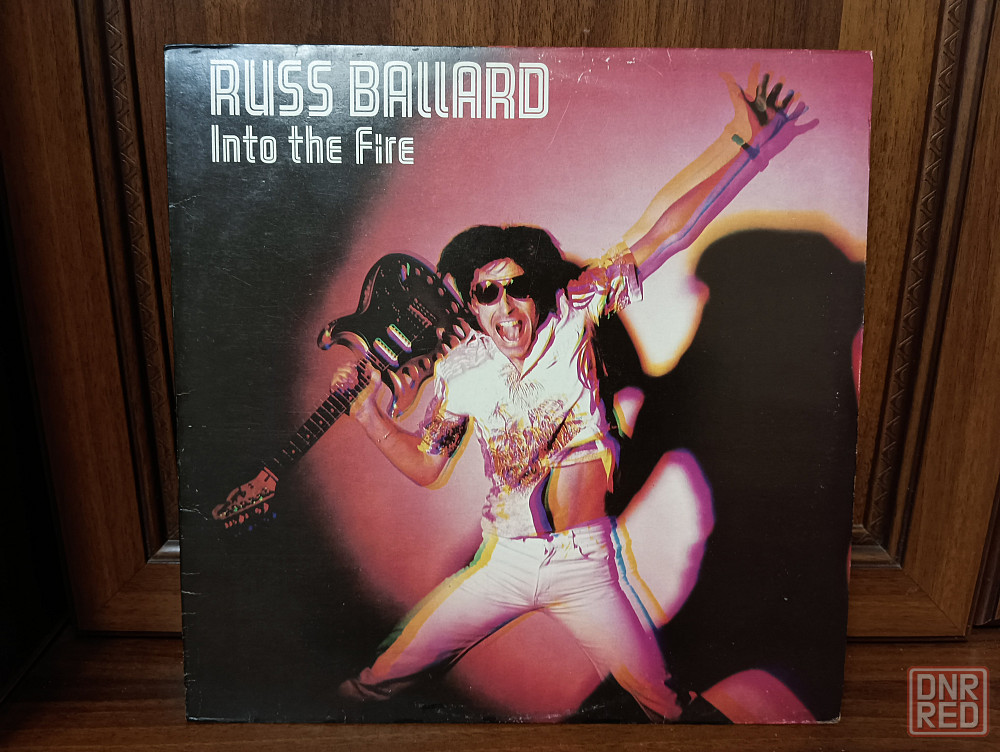 RUSS BALLARD
Into the Fire
DNR
RED